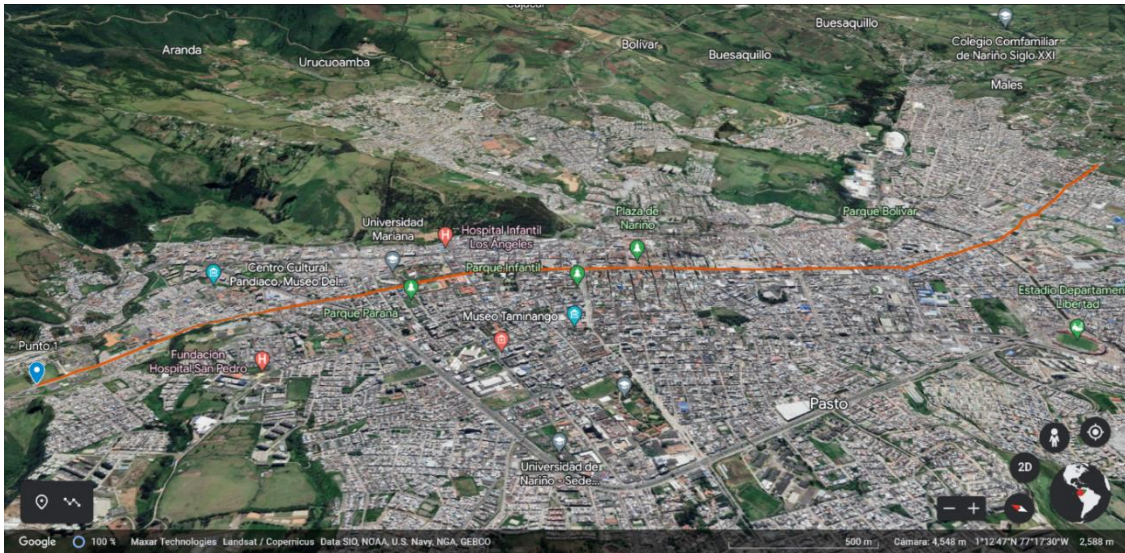 Cujacal
Buesaquillo
Aranda
Bolívar
Colegio Comfamiliar
de Nariño Siglo XXI
Urucuoamba
Buesaquillo
Males
Plaza de
Nariño
Parque Bolívar
Universidad
Mariana
Hospital Infantil
Los Ángeles
Centro Cultural
Pandiaco, Museo Del...
Parque Infantil
Estadio Departamen
Libertad
Parque Paraná
Museo Taminango
Punto 1
Fundación
Hospital San Pedro
Pasto
Universidad de
Nariño - Sede...
2D
Google 100 % Maxar Technologies Landsat / Copernicus Data SIO, NOAA, U.S. Navy, NGA, GEBCO 500 m Cámara: 4,548 m 1°12'47"N 77°17'30"W 2,588 m